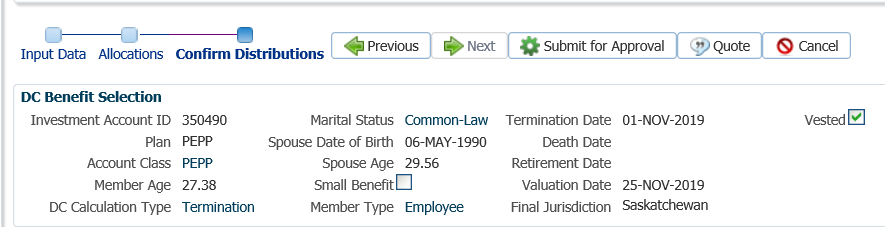 Input Data Allocations Confirm Distributions Previous Next Submit for Approval Quote Cancel
DC Benefit Selection
Investment Account ID 350490 Marital Status Common-Law Termination Date 01-NOV-2019 Vested
Plan PEPP Spouse Date of Birth 06-MAY-1990 Death Date
Account Class PEPP Spouse Age 29.56 Retirement Date
Member Age 27.38 Small Benefit Valuation Date 25-NOV-2019
DC Calculation Type Termination Member Type Employee Final Jurisdiction Saskatchewan